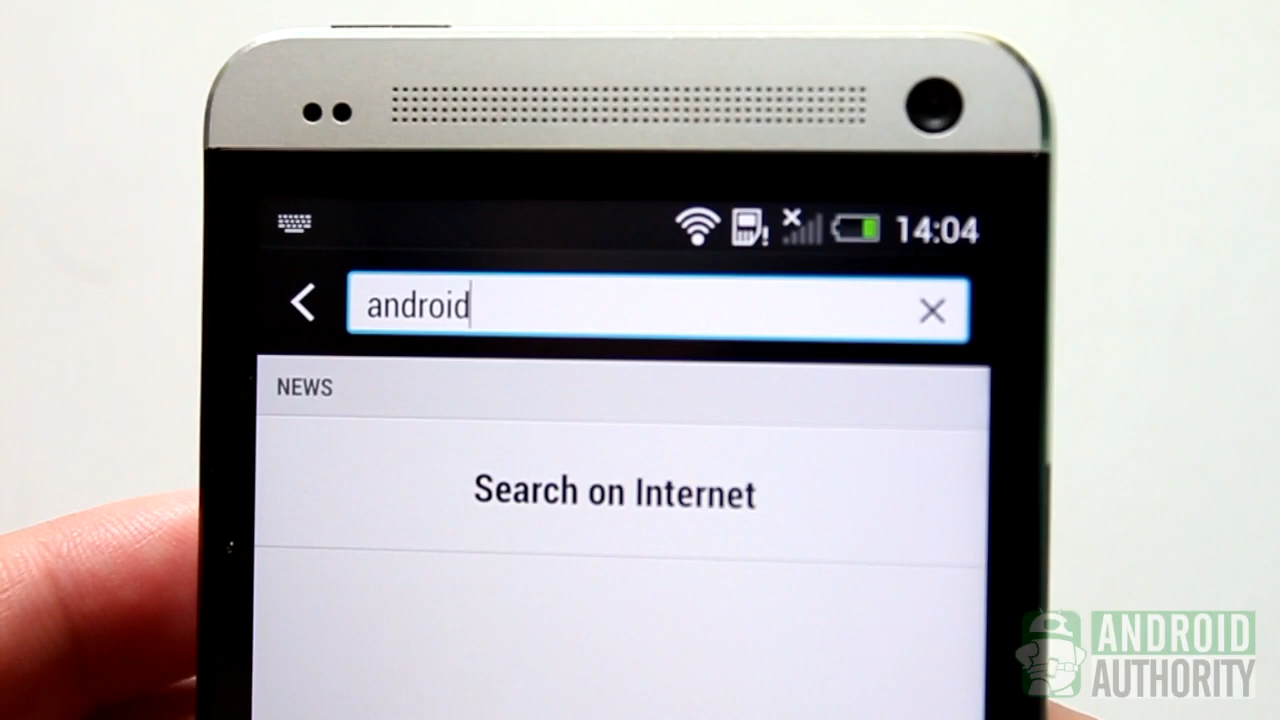 14:04
android
NEWS
Search on Internet
ANDROID
AUTHORITY